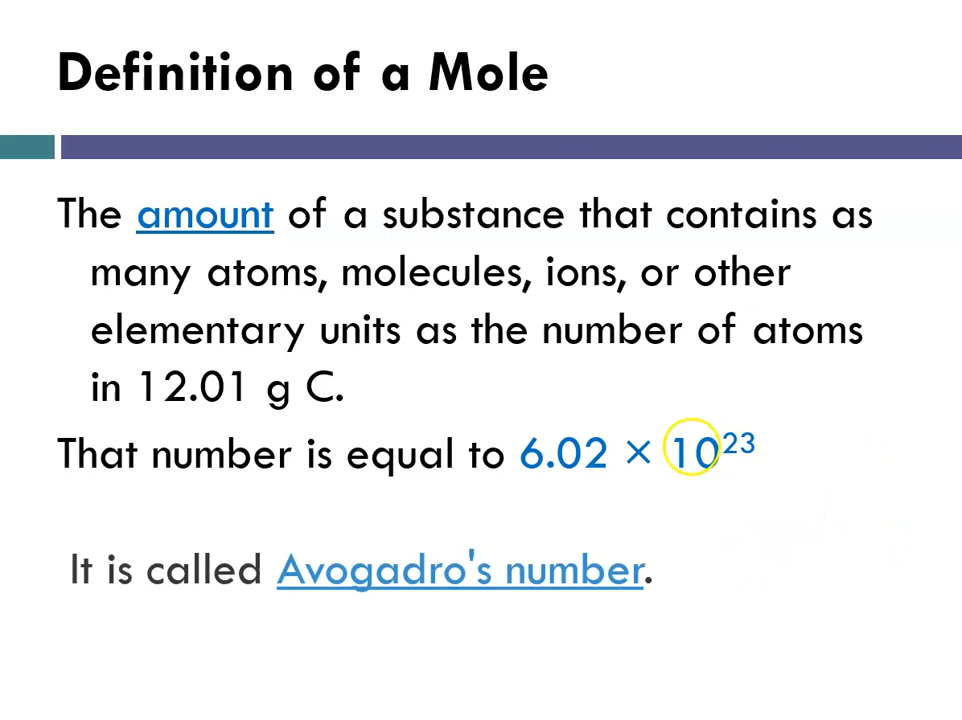 Definition of a Mole
The amount of a substance that contains as
many atoms, molecules, ions, or other
elementary units as the number of atoms
in 12.01 g C.
That number is equal to 6.02 × 10²³
It is called Avogadro's number.